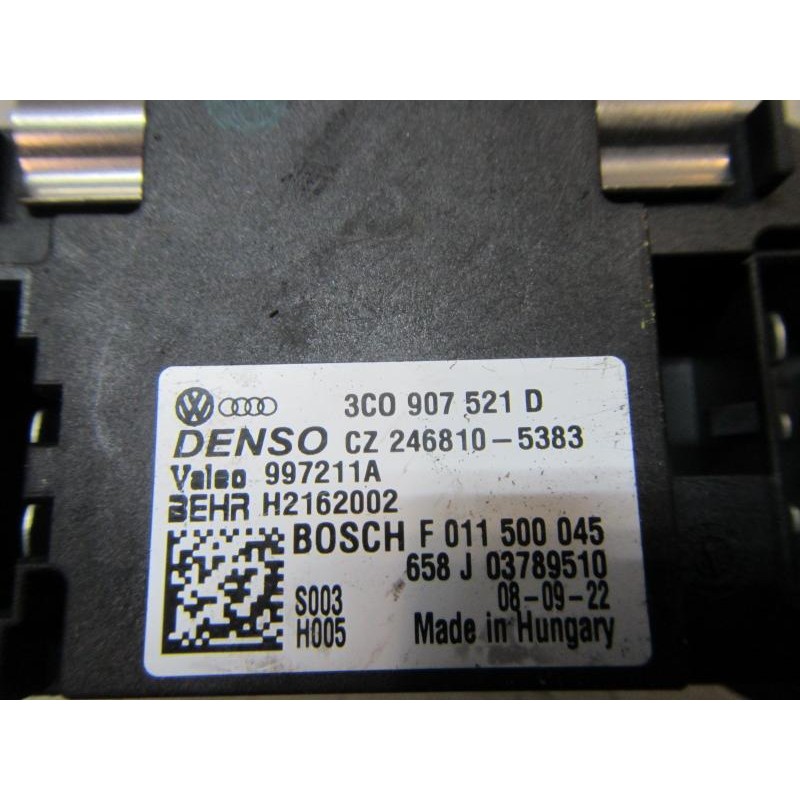 3C0 907 521 D
DENSO CZ 246810-5383
Valeo 997211A
BEHR H2162002
BOSCH F 011 500 045
658 J 03789510
S003 08-09-22
H005 Made in Hungary